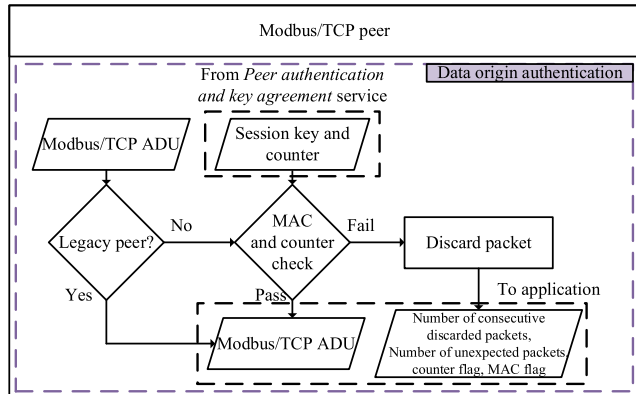 Modbus/TCP peer
From Peer authentication
and key agreement service
Data origin authentication
Modbus/TCP ADU
Session key and
counter
Legacy peer?
No
MAC
and counter
check
Fail
Discard packet
Yes
Pass
To application
Modbus/TCP ADU
Number of consecutive
discarded packets,
Number of unexpected packets,
counter flag, MAC flag